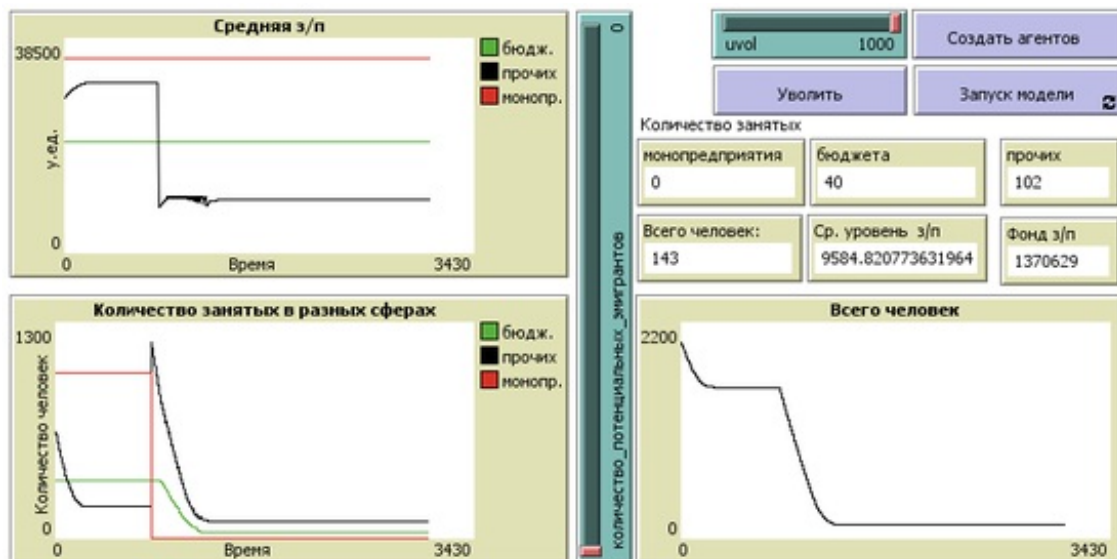 Средняя з/п
38500
у.ед.
0
0
Время
3430
бюдж.
прочих
монопр.
количество_потенциальных_эмигрантов
0
uvol
1000
Создать агентов
Уволить
Запуск модели
Количество занятых
монопредприятия
0
бюджета
40
прочих
102
Всего человек:
143
Ср. уровень з/п
9584.820773631964
Фонд з/п
1370629
Количество занятых в разных сферах
1300
Количество человек
0
0
Время
3430
бюдж.
прочих
монопр.
Всего человек
2200
0
0
3430